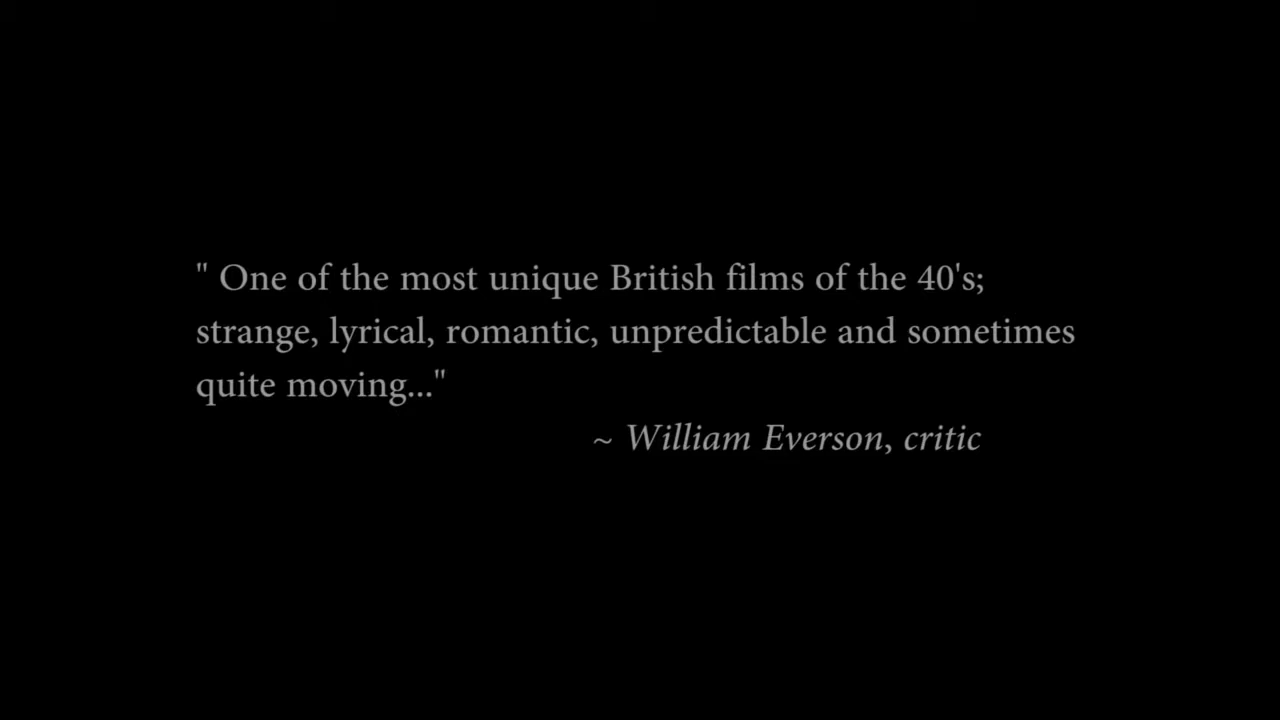 " One of the most unique British films of the 40's;
strange, lyrical, romantic, unpredictable and sometimes
quite moving..."
~ William Everson, critic